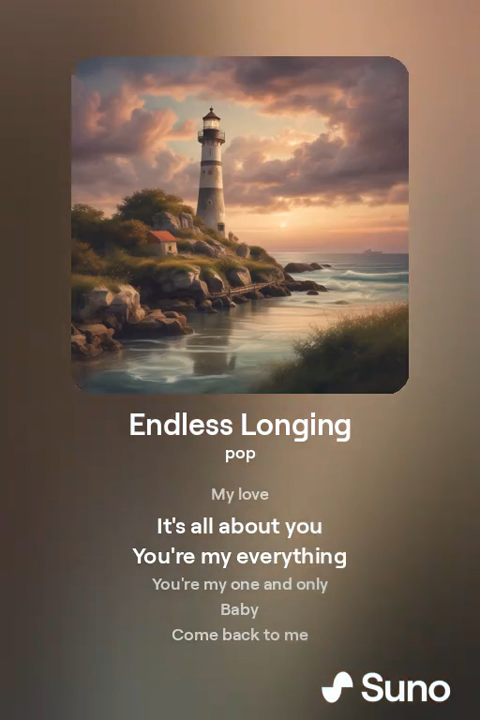 Endless Longing
pop
My love
It's all about you
You're my everything
You're my one and only
Baby
Come back to me
Suno